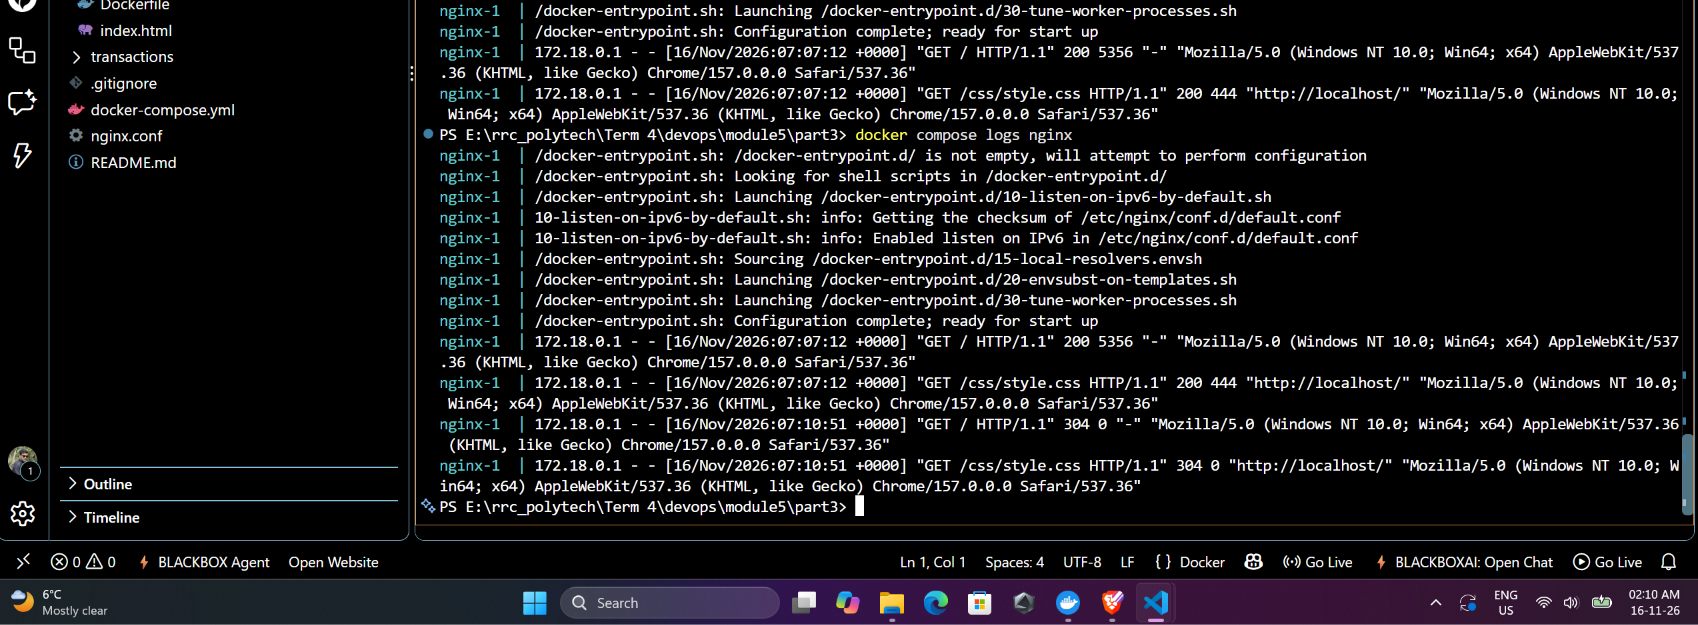 Dockerfile
index.html
transactions
.gitignore
docker-compose.yml
nginx.conf
README.md
Outline
Timeline
nginx-1  | /docker-entrypoint.sh: Launching /docker-entrypoint.d/30-tune-worker-processes.sh
nginx-1  | /docker-entrypoint.sh: Configuration complete; ready for start up
nginx-1  | 172.18.0.1 - - [16/Nov/2026:07:07:12 +0000] "GET / HTTP/1.1" 200 5356 "-" "Mozilla/5.0 (Windows NT 10.0; Win64; x64) AppleWebKit/537
.36 (KHTML, like Gecko) Chrome/157.0.0.0 Safari/537.36"
nginx-1  | 172.18.0.1 - - [16/Nov/2026:07:07:12 +0000] "GET /css/style.css HTTP/1.1" 200 444 "http://localhost/" "Mozilla/5.0 (Windows NT 10.0;
 Win64; x64) AppleWebKit/537.36 (KHTML, like Gecko) Chrome/157.0.0.0 Safari/537.36"
PS E:\rrc_polytech\Term 4\devops\module5\part3> docker compose logs nginx
nginx-1  | /docker-entrypoint.sh: /docker-entrypoint.d/ is not empty, will attempt to perform configuration
nginx-1  | /docker-entrypoint.sh: Looking for shell scripts in /docker-entrypoint.d/
nginx-1  | /docker-entrypoint.sh: Launching /docker-entrypoint.d/10-listen-on-ipv6-by-default.sh
nginx-1  | 10-listen-on-ipv6-by-default.sh: info: Getting the checksum of /etc/nginx/conf.d/default.conf
nginx-1  | 10-listen-on-ipv6-by-default.sh: info: Enabled listen on IPv6 in /etc/nginx/conf.d/default.conf
nginx-1  | /docker-entrypoint.sh: Sourcing /docker-entrypoint.d/15-local-resolvers.envsh
nginx-1  | /docker-entrypoint.sh: Launching /docker-entrypoint.d/20-envsubst-on-templates.sh
nginx-1  | /docker-entrypoint.sh: Launching /docker-entrypoint.d/30-tune-worker-processes.sh
nginx-1  | /docker-entrypoint.sh: Configuration complete; ready for start up
nginx-1  | 172.18.0.1 - - [16/Nov/2026:07:07:12 +0000] "GET / HTTP/1.1" 200 5356 "-" "Mozilla/5.0 (Windows NT 10.0; Win64; x64) AppleWebKit/537
.36 (KHTML, like Gecko) Chrome/157.0.0.0 Safari/537.36"
nginx-1  | 172.18.0.1 - - [16/Nov/2026:07:07:12 +0000] "GET /css/style.css HTTP/1.1" 200 444 "http://localhost/" "Mozilla/5.0 (Windows NT 10.0;
 Win64; x64) AppleWebKit/537.36 (KHTML, like Gecko) Chrome/157.0.0.0 Safari/537.36"
nginx-1  | 172.18.0.1 - - [16/Nov/2026:07:10:51 +0000] "GET / HTTP/1.1" 304 0 "-" "Mozilla/5.0 (Windows NT 10.0; Win64; x64) AppleWebKit/537.36
 (KHTML, like Gecko) Chrome/157.0.0.0 Safari/537.36"
nginx-1  | 172.18.0.1 - - [16/Nov/2026:07:10:51 +0000] "GET /css/style.css HTTP/1.1" 304 0 "http://localhost/" "Mozilla/5.0 (Windows NT 10.0; W
in64; x64) AppleWebKit/537.36 (KHTML, like Gecko) Chrome/157.0.0.0 Safari/537.36"
PS E:\rrc_polytech\Term 4\devops\module5\part3>
1
0 0 BLACKBOX Agent Open Website Ln 1, Col 1 Spaces: 4 UTF-8 LF {} Docker Go Live BLACKBOXAI: Open Chat Go Live
6°C
Mostly clear
Search
ENG
US
02:10 AM
16-11-26